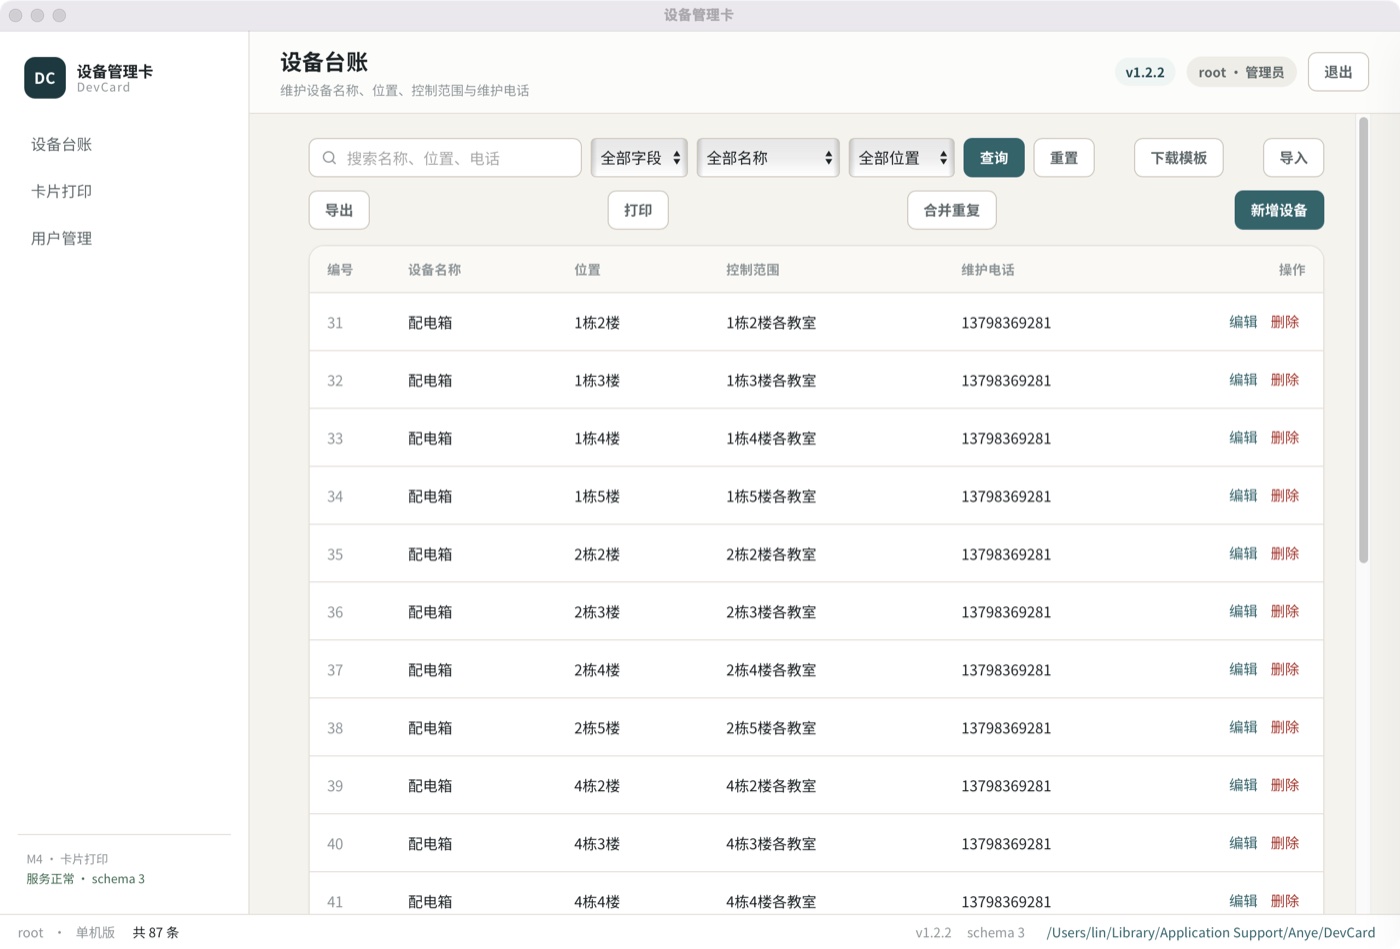 设备管理卡
DC 设备管理卡
DevCard
设备台账
卡片打印
用户管理
M4 · 卡片打印
服务正常 · schema 3
设备台账
维护设备名称、位置、控制范围与维护电话
v1.2.2 root · 管理员 退出
搜索名称、位置、电话 全部字段 全部名称 全部位置 查询 重置 下载模板 导入
导出 打印 合并重复 新增设备
编号 设备名称 位置 控制范围 维护电话 操作
31 配电箱 1栋2楼 1栋2楼各教室 13798369281 编辑 删除
32 配电箱 1栋3楼 1栋3楼各教室 13798369281 编辑 删除
33 配电箱 1栋4楼 1栋4楼各教室 13798369281 编辑 删除
34 配电箱 1栋5楼 1栋5楼各教室 13798369281 编辑 删除
35 配电箱 2栋2楼 2栋2楼各教室 13798369281 编辑 删除
36 配电箱 2栋3楼 2栋3楼各教室 13798369281 编辑 删除
37 配电箱 2栋4楼 2栋4楼各教室 13798369281 编辑 删除
38 配电箱 2栋5楼 2栋5楼各教室 13798369281 编辑 删除
39 配电箱 4栋2楼 4栋2楼各教室 13798369281 编辑 删除
40 配电箱 4栋3楼 4栋3楼各教室 13798369281 编辑 删除
41 配电箱 4栋4楼 4栋4楼各教室 13798369281 编辑 删除
root · 单机版 共 87 条 v1.2.2 schema 3 /Users/lin/Library/Application Support/Anye/DevCard